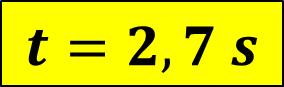 t = 2,7 s